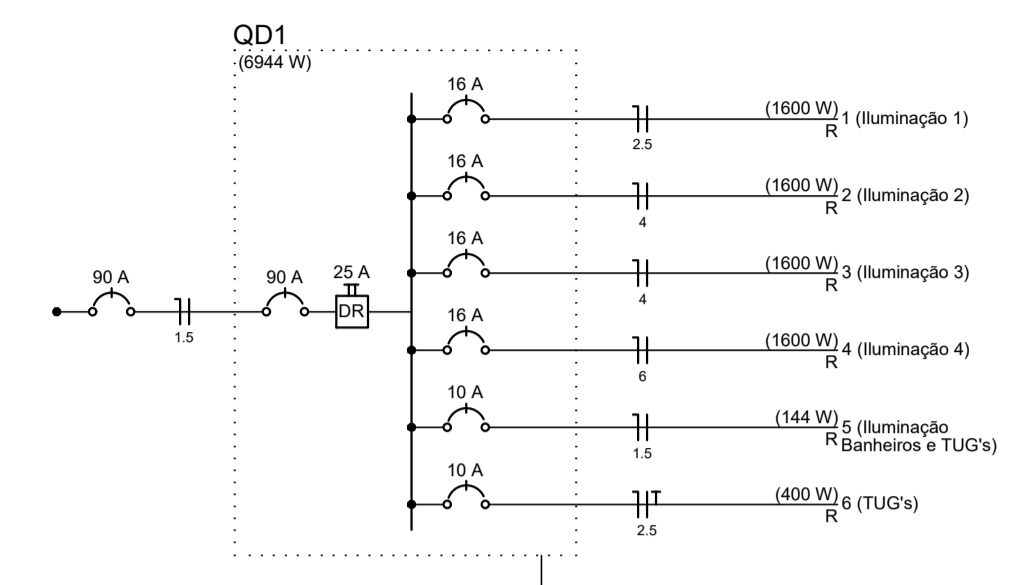 QD1
(6944 W)
16 A
2.5
(1600 W)
R
1 (Iluminação 1)
16 A
4
(1600 W)
R
2 (Iluminação 2)
16 A
4
(1600 W)
R
3 (Iluminação 3)
90 A
1.5
90 A
25 A
DR
16 A
6
(1600 W)
R
4 (Iluminação 4)
10 A
1.5
(144 W)
R
5 (Iluminação
Banheiros e TUG's)
10 A
2.5
(400 W)
R
6 (TUG's)